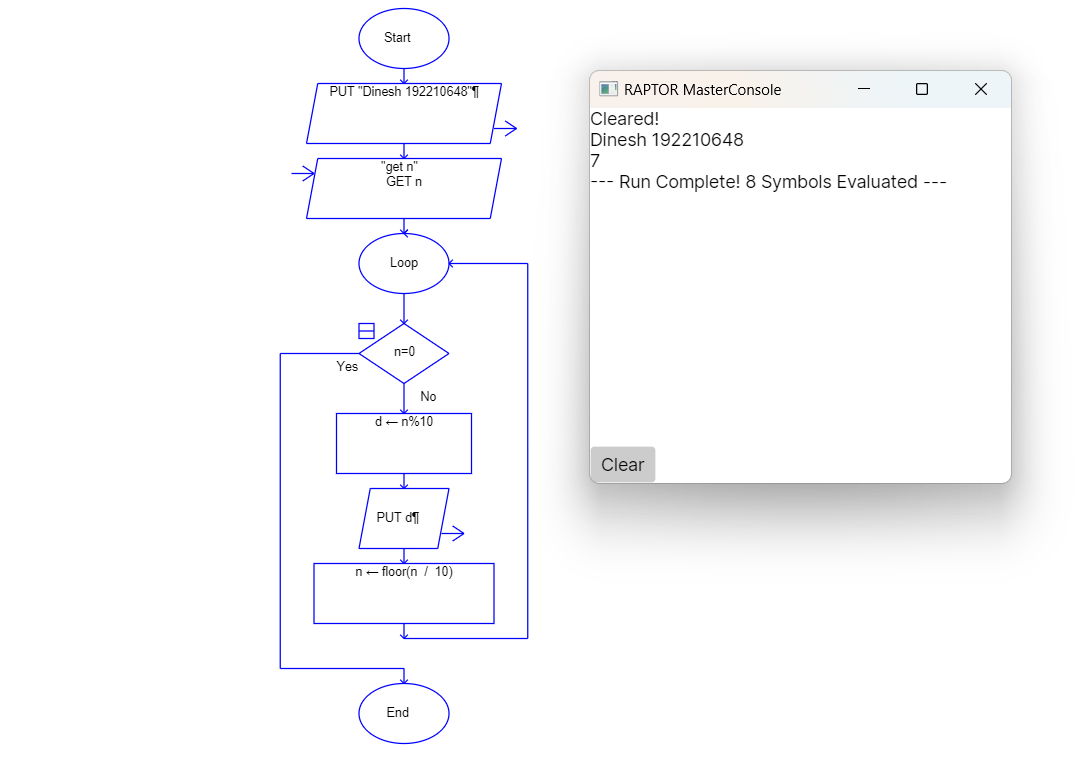 Start
PUT "Dinesh 192210648"¶
"get n"
GET n
Loop
n=0
Yes
No
d ← n%10
PUT d¶
n ← floor(n / 10)
End
RAPTOR MasterConsole
Cleared!
Dinesh 192210648
7
--- Run Complete! 8 Symbols Evaluated ---
Clear